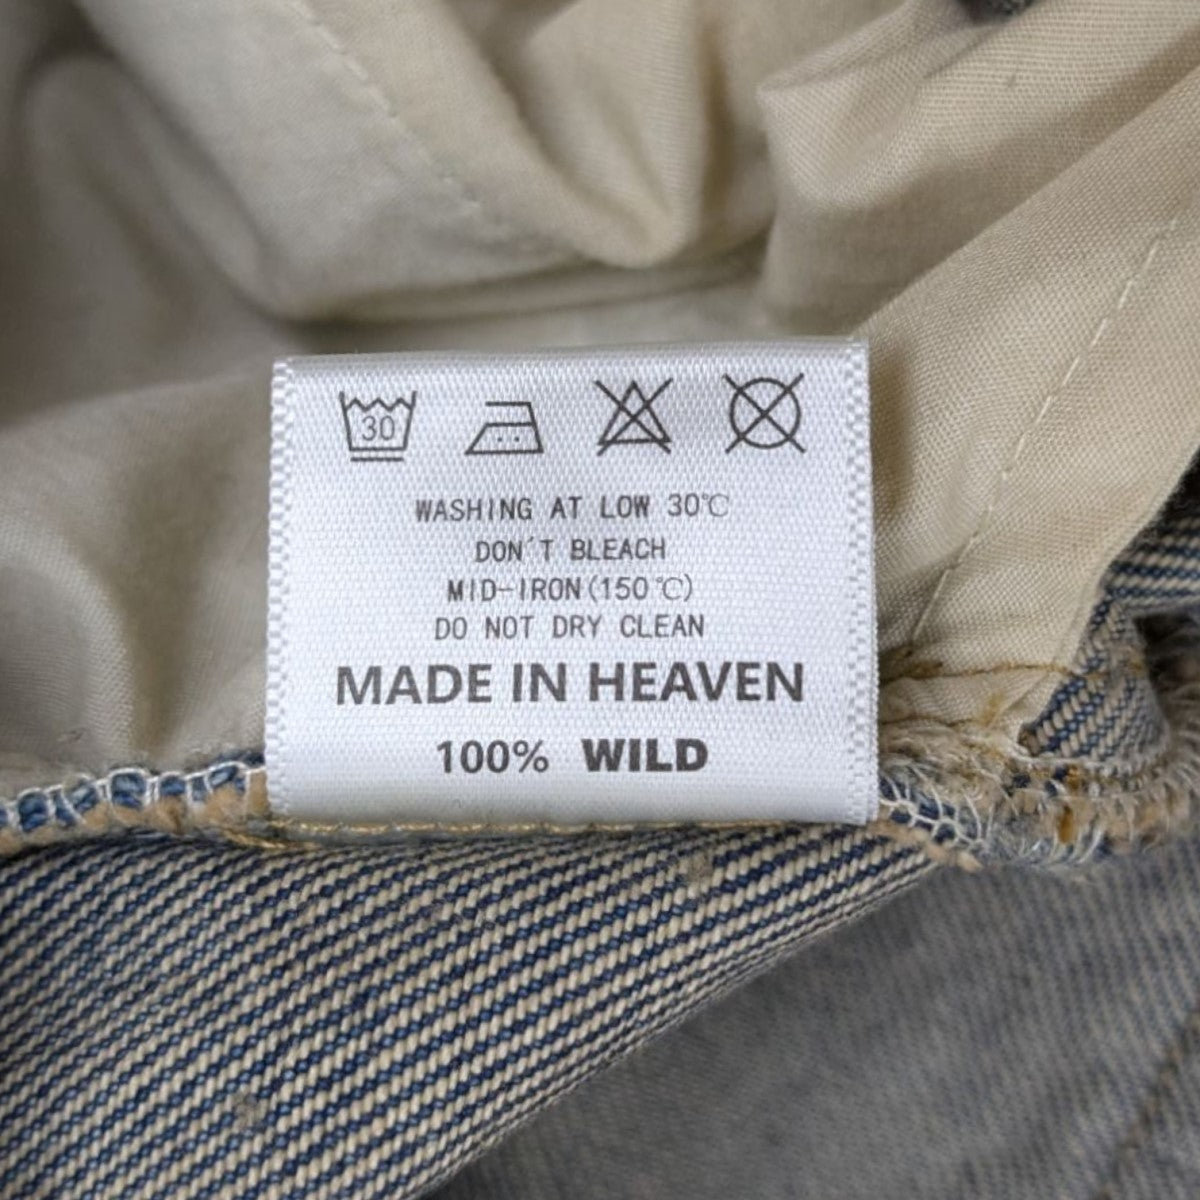 30
WASHING AT LOW 30℃
DON'T BLEACH
MID-IRON(150℃)
DO NOT DRY CLEAN
MADE IN HEAVEN
100% WILD